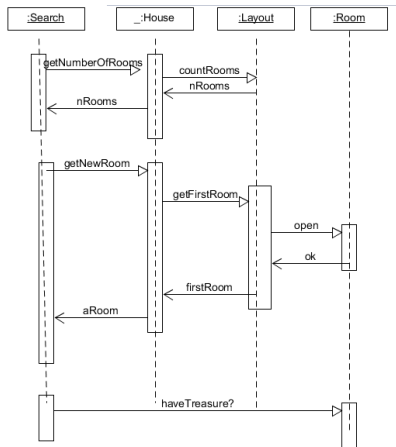 :Search
_:House
:Layout
:Room
getNumberOfRooms
countRooms
nRooms
nRooms
getNewRoom
getFirstRoom
open
ok
firstRoom
aRoom
haveTreasure?